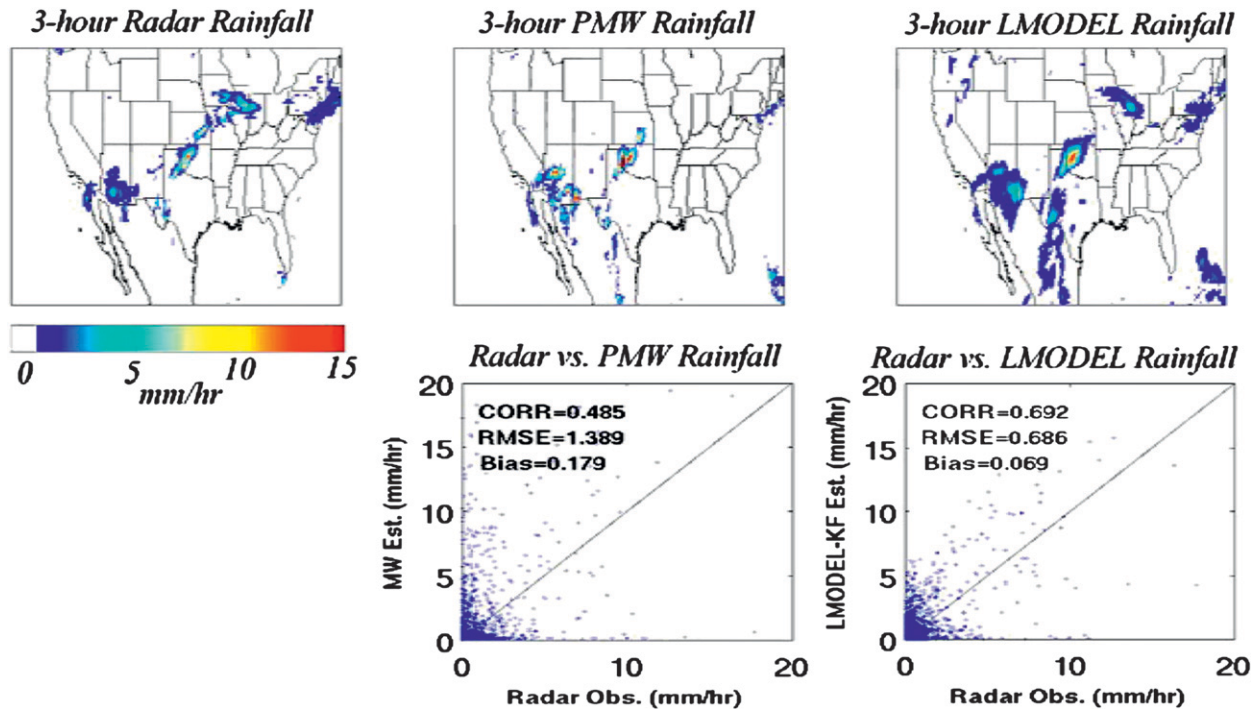 3-hour Radar Rainfall
3-hour PMW Rainfall
3-hour LMODEL Rainfall
0 5 10 15
mm/hr
Radar vs. PMW Rainfall
20
15
10
5
0
MW Est. (mm/hr)
CORR=0.485
RMSE=1.389
Bias=0.179
0 10 20
Radar Obs. (mm/hr)
Radar vs. LMODEL Rainfall
20
15
10
5
0
LMODEL-KF Est. (mm/hr)
CORR=0.692
RMSE=0.686
Bias=0.069
0 10 20
Radar Obs. (mm/hr)